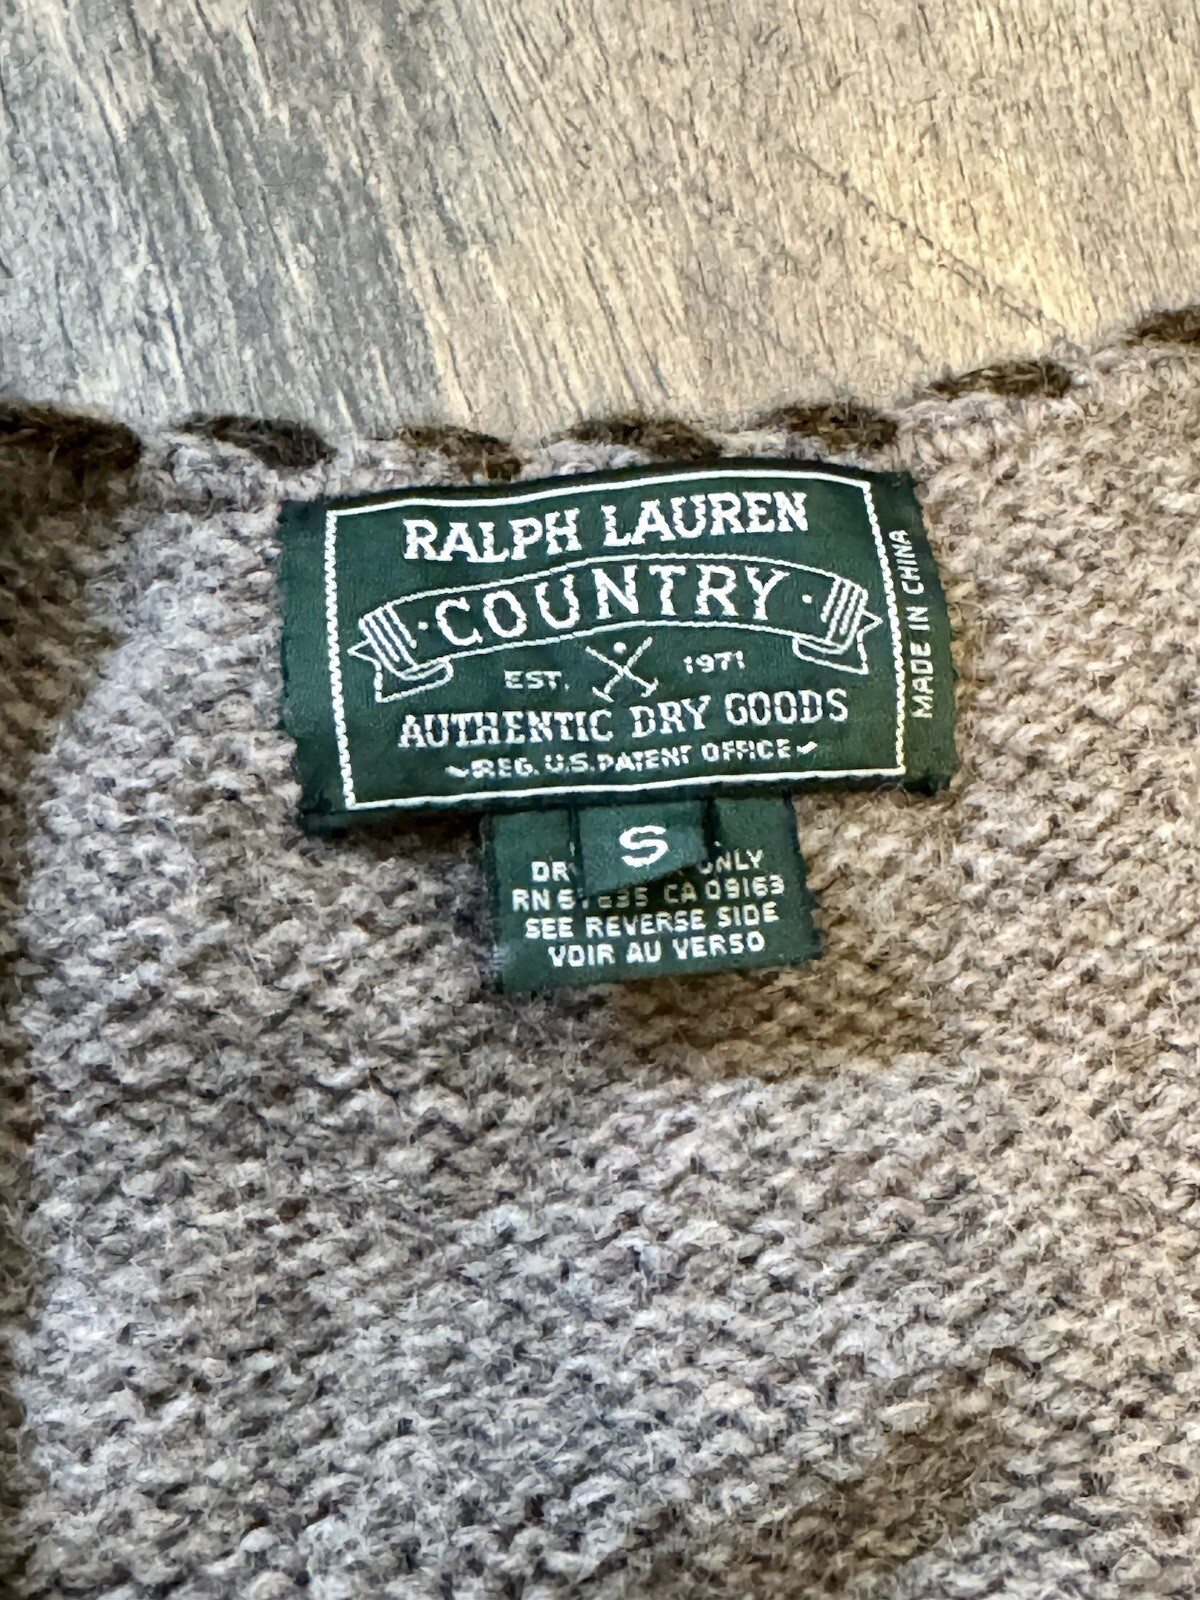 RALPH LAUREN
·COUNTRY·
EST. 1971
AUTHENTIC DRY GOODS
REG. U.S. PATENT OFFICE
MADE IN CHINA
S
ONLY
RN CA 09163
SEE REVERSE SIDE
VOIR AU VERSO